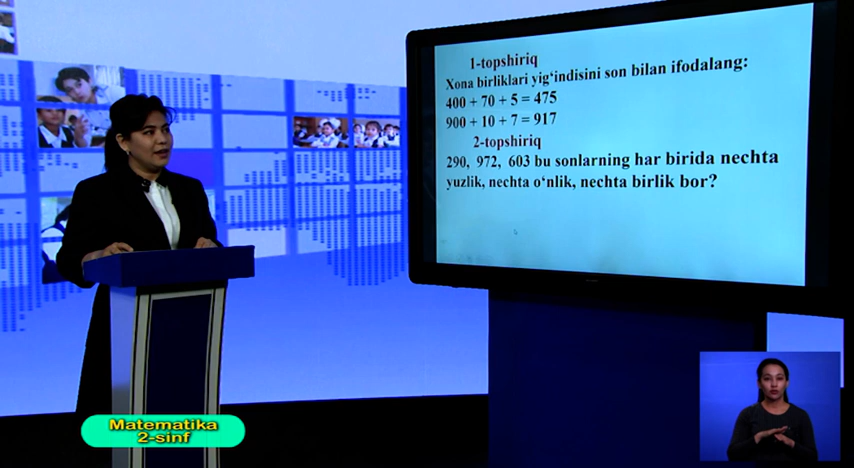 1-topshiriq
Xona birliklari yig‘indisini son bilan ifodalang:
400 + 70 + 5 = 475
900 + 10 + 7 = 917
2-topshiriq
290, 972, 603 bu sonlarning har birida nechta
yuzlik, nechta o‘nlik, nechta birlik bor?
Matematika
2-sinf